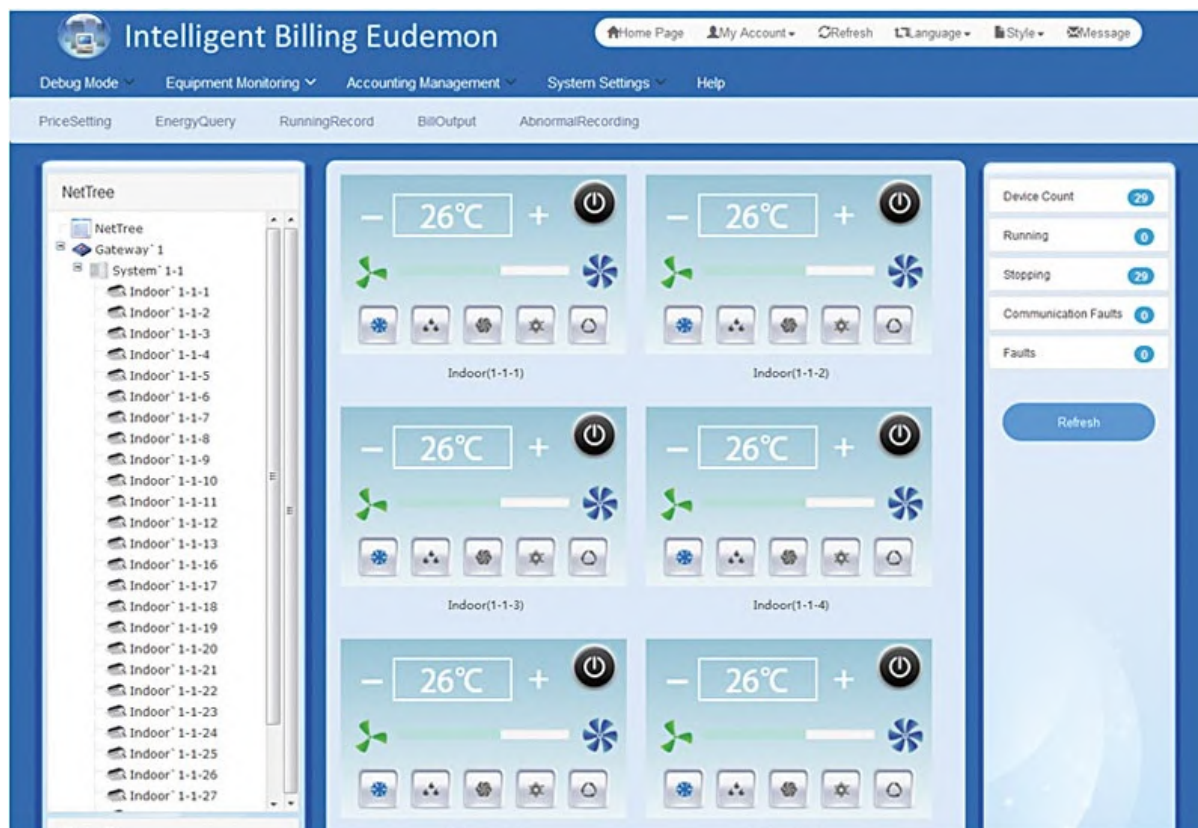 Intelligent Billing Eudemon
Home Page My Account Refresh Language Style Message
Debug Mode Equipment Monitoring Accounting Management System Settings Help
PriceSetting EnergyQuery RunningRecord BillOutput AbnormalRecording
NetTree
NetTree
Gateway`1
System`1-1
Indoor`1-1-1
Indoor`1-1-2
Indoor`1-1-3
Indoor`1-1-4
Indoor`1-1-5
Indoor`1-1-6
Indoor`1-1-7
Indoor`1-1-8
Indoor`1-1-9
Indoor`1-1-10
Indoor`1-1-11
Indoor`1-1-12
Indoor`1-1-13
Indoor`1-1-16
Indoor`1-1-17
Indoor`1-1-18
Indoor`1-1-19
Indoor`1-1-20
Indoor`1-1-21
Indoor`1-1-22
Indoor`1-1-23
Indoor`1-1-24
Indoor`1-1-25
Indoor`1-1-26
Indoor`1-1-27
26°C 26°C
Indoor(1-1-1) Indoor(1-1-2)
26°C 26°C
Indoor(1-1-3) Indoor(1-1-4)
26°C 26°C
Device Count 29
Running 0
Stopping 29
Communication Faults 0
Faults 0
Refresh